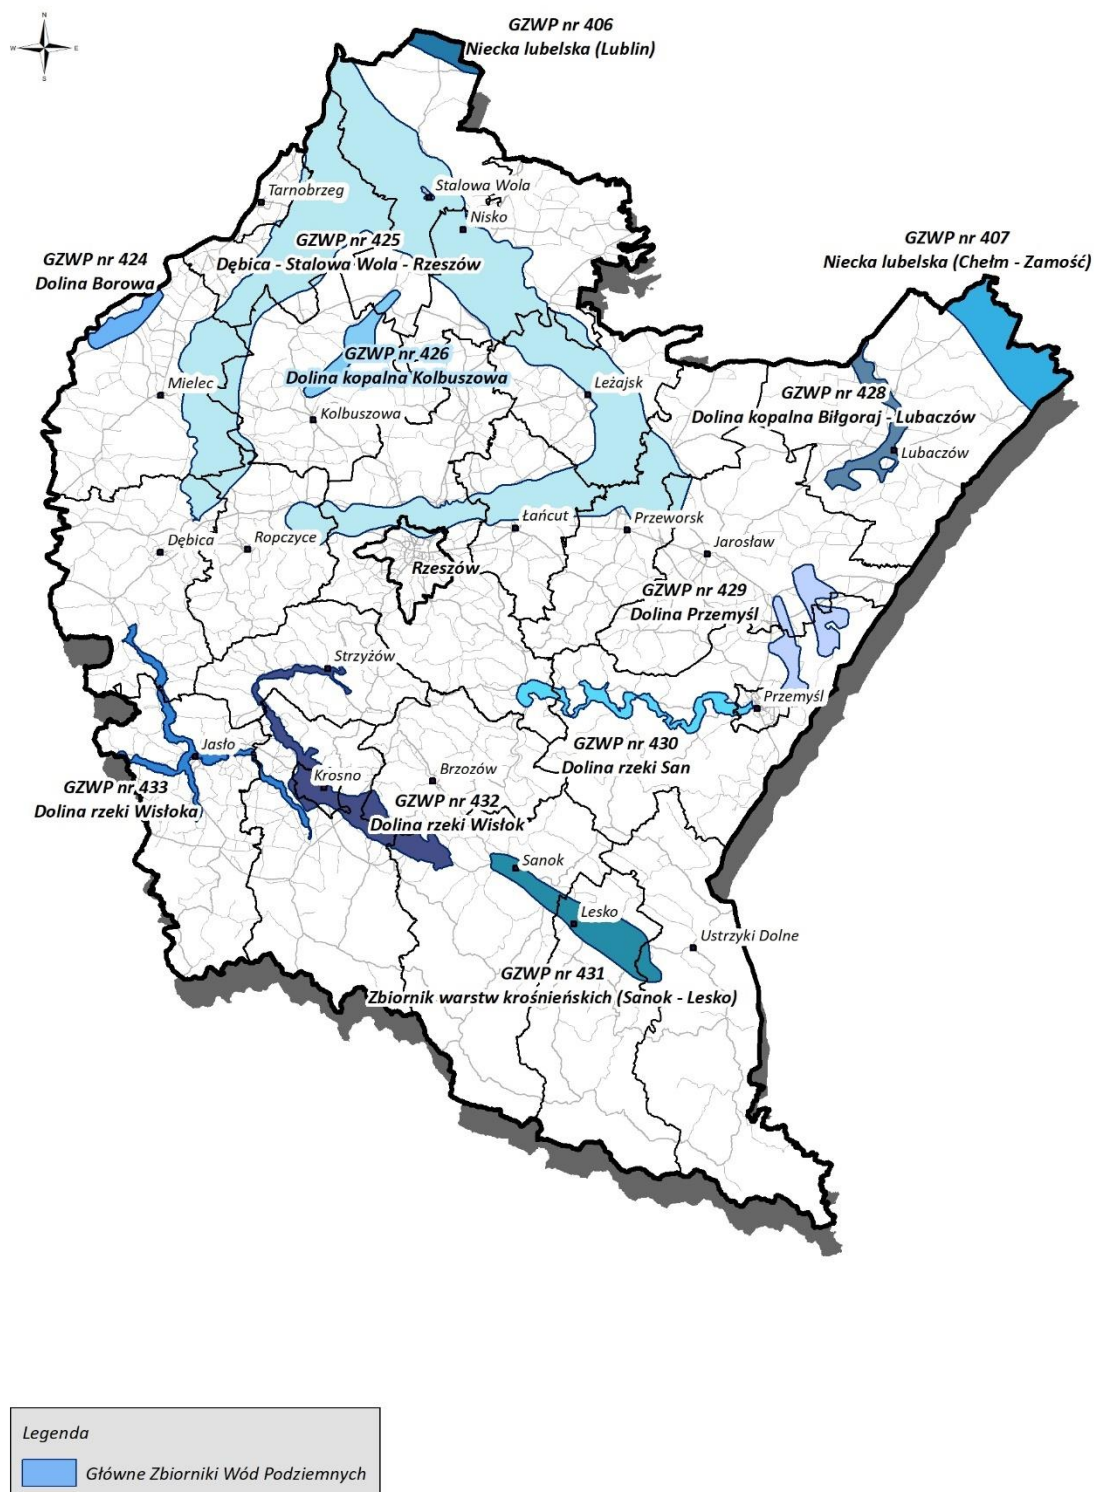 N
W
E
S
GZWP nr 406
Niecka lubelska (Lublin)
Tarnobrzeg
Stalowa Wola
Nisko
GZWP nr 425
Dębica - Stalowa Wola - Rzeszów
GZWP nr 407
Niecka lubelska (Chełm - Zamość)
GZWP nr 424
Dolina Borowa
GZWP nr 426
Dolina kopalna Kolbuszowa
Mielec
Kolbuszowa
Leżajsk
GZWP nr 428
Dolina kopalna Biłgoraj - Lubaczów
Lubaczów
Dębica
Ropczyce
Rzeszów
Łańcut
Przeworsk
Jarosław
GZWP nr 429
Dolina Przemyśl
Strzyżów
Przemyśl
GZWP nr 430
Dolina rzeki San
Jasło
Krosno
Brzozów
GZWP nr 433
Dolina rzeki Wisłoka
GZWP nr 432
Dolina rzeki Wisłok
Sanok
Lesko
Ustrzyki Dolne
GZWP nr 431
Zbiornik warstw krośnieńskich (Sanok - Lesko)
Legenda
Główne Zbiorniki Wód Podziemnych